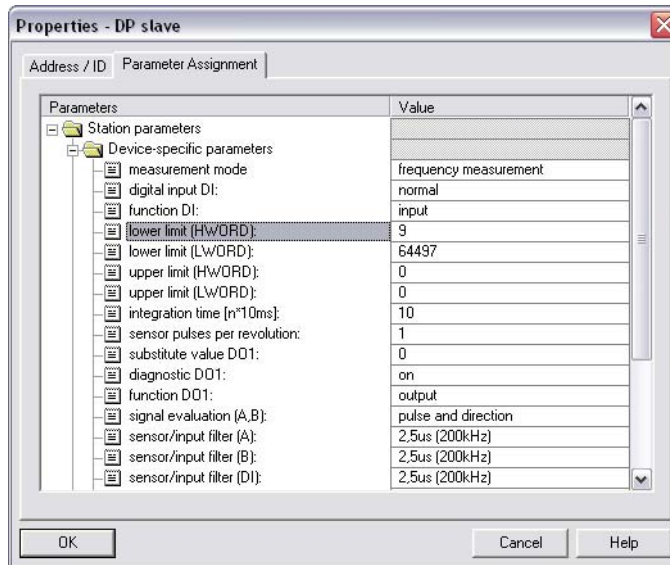 Properties - DP slave
Address / ID Parameter Assignment
Parameters Value
Station parameters
Device-specific parameters
measurement mode frequency measurement
digital input DI: normal
function DI: input
lower limit (HWORD): 9
lower limit (LWORD): 64497
upper limit (HWORD): 0
upper limit (LWORD): 0
integration time [n*10ms]: 10
sensor pulses per revolution: 1
substitute value DO1: 0
diagnostic DO1: on
function DO1: output
signal evaluation (A,B): pulse and direction
sensor/input filter (A): 2,5us (200kHz)
sensor/input filter (B): 2,5us (200kHz)
sensor/input filter (DI): 2,5us (200kHz)
OK Cancel Help